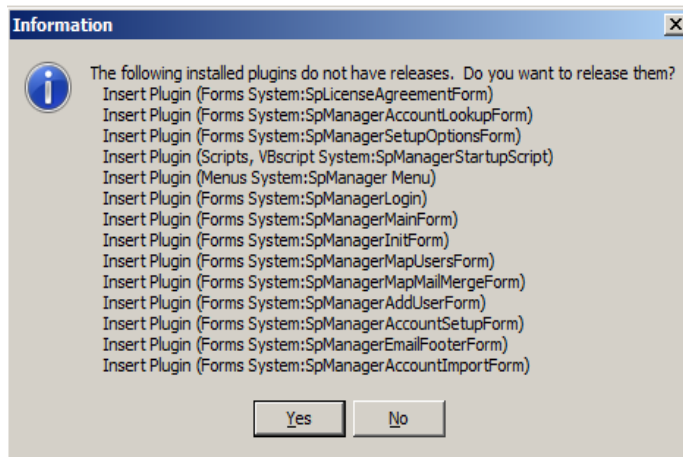 Information
The following installed plugins do not have releases.  Do you want to release them?
Insert Plugin (Forms System:SpLicenseAgreementForm)
Insert Plugin (Forms System:SpManagerAccountLookupForm)
Insert Plugin (Forms System:SpManagerSetupOptionsForm)
Insert Plugin (Scripts, VBscript System:SpManagerStartupScript)
Insert Plugin (Menus System:SpManager Menu)
Insert Plugin (Forms System:SpManagerLogin)
Insert Plugin (Forms System:SpManagerMainForm)
Insert Plugin (Forms System:SpManagerInitForm)
Insert Plugin (Forms System:SpManagerMapUsersForm)
Insert Plugin (Forms System:SpManagerMapMailMergeForm)
Insert Plugin (Forms System:SpManagerAddUserForm)
Insert Plugin (Forms System:SpManagerAccountSetupForm)
Insert Plugin (Forms System:SpManagerEmailFooterForm)
Insert Plugin (Forms System:SpManagerAccountImportForm)
Yes No